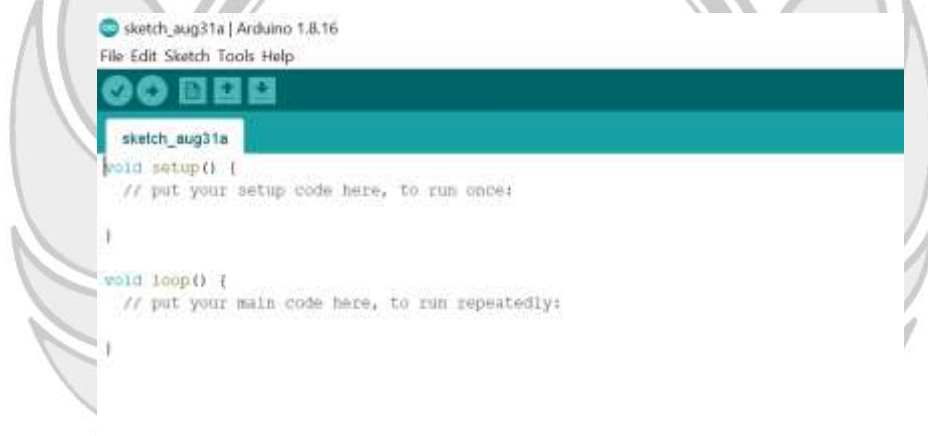 sketch_aug31a | Arduino 1.8.16
File Edit Sketch Tools Help
sketch_aug31a
void setup() {
  // put your setup code here, to run once:
}
void loop() {
  // put your main code here, to run repeatedly:
}